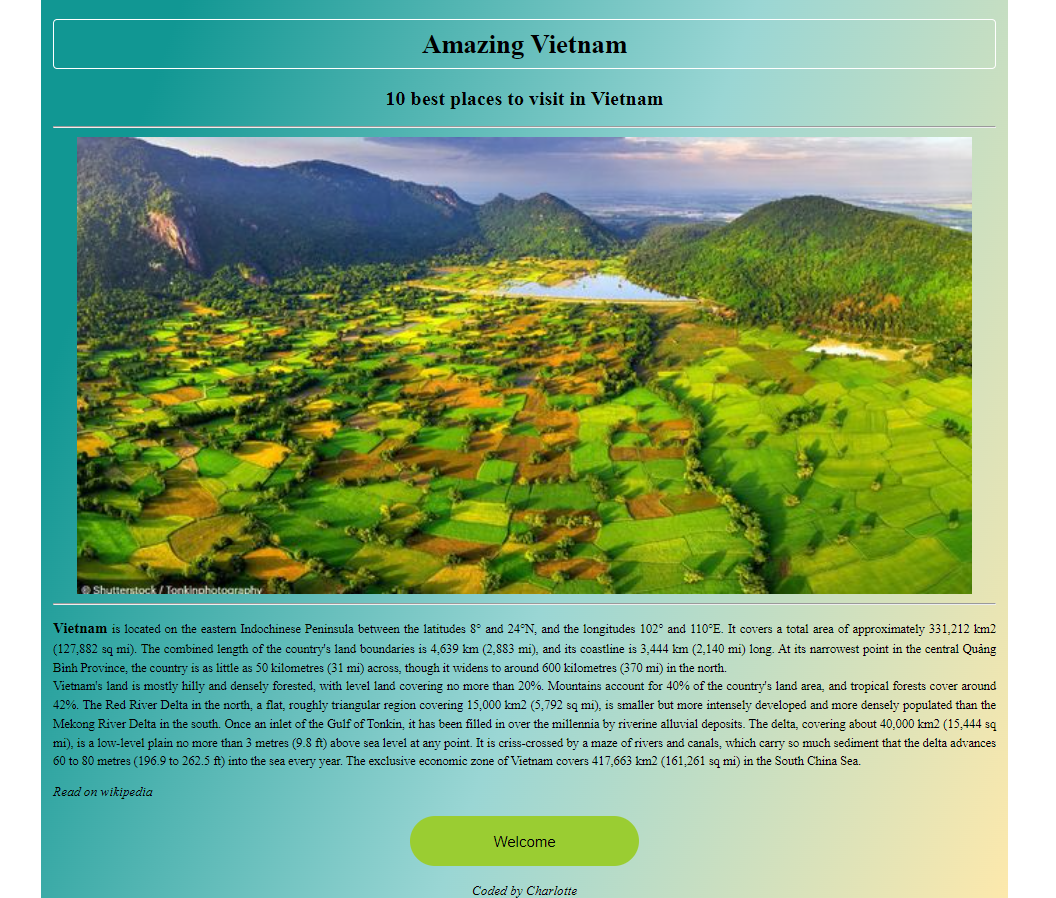 Amazing Vietnam
10 best places to visit in Vietnam
© Shutterstock / Tonkinphotography
Vietnam is located on the eastern Indochinese Peninsula between the latitudes 8° and 24°N, and the longitudes 102° and 110°E. It covers a total area of approximately 331,212 km2
(127,882 sq mi). The combined length of the country's land boundaries is 4,639 km (2,883 mi), and its coastline is 3,444 km (2,140 mi) long. At its narrowest point in the central Quảng
Bình Province, the country is as little as 50 kilometres (31 mi) across, though it widens to around 600 kilometres (370 mi) in the north.
Vietnam's land is mostly hilly and densely forested, with level land covering no more than 20%. Mountains account for 40% of the country's land area, and tropical forests cover around
42%. The Red River Delta in the north, a flat, roughly triangular region covering 15,000 km2 (5,792 sq mi), is smaller but more intensely developed and more densely populated than the
Mekong River Delta in the south. Once an inlet of the Gulf of Tonkin, it has been filled in over the millennia by riverine alluvial deposits. The delta, covering about 40,000 km2 (15,444 sq
mi), is a low-level plain no more than 3 metres (9.8 ft) above sea level at any point. It is criss-crossed by a maze of rivers and canals, which carry so much sediment that the delta advances
60 to 80 metres (196.9 to 262.5 ft) into the sea every year. The exclusive economic zone of Vietnam covers 417,663 km2 (161,261 sq mi) in the South China Sea.
Read on wikipedia
Welcome
Coded by Charlotte